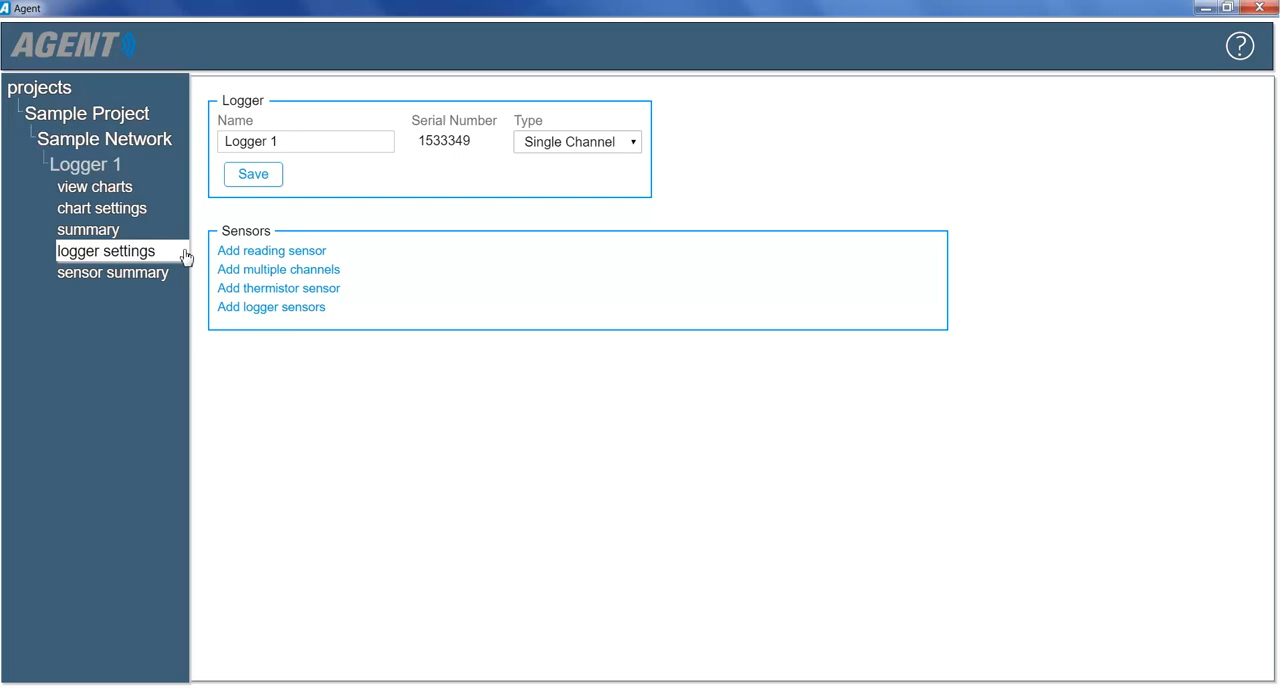 Agent
AGENT
?
projects
Sample Project
Sample Network
Logger 1
view charts
chart settings
summary
logger settings
sensor summary
Logger
Name Serial Number Type
Logger 1 1533349 Single Channel
Save
Sensors
Add reading sensor
Add multiple channels
Add thermistor sensor
Add logger sensors